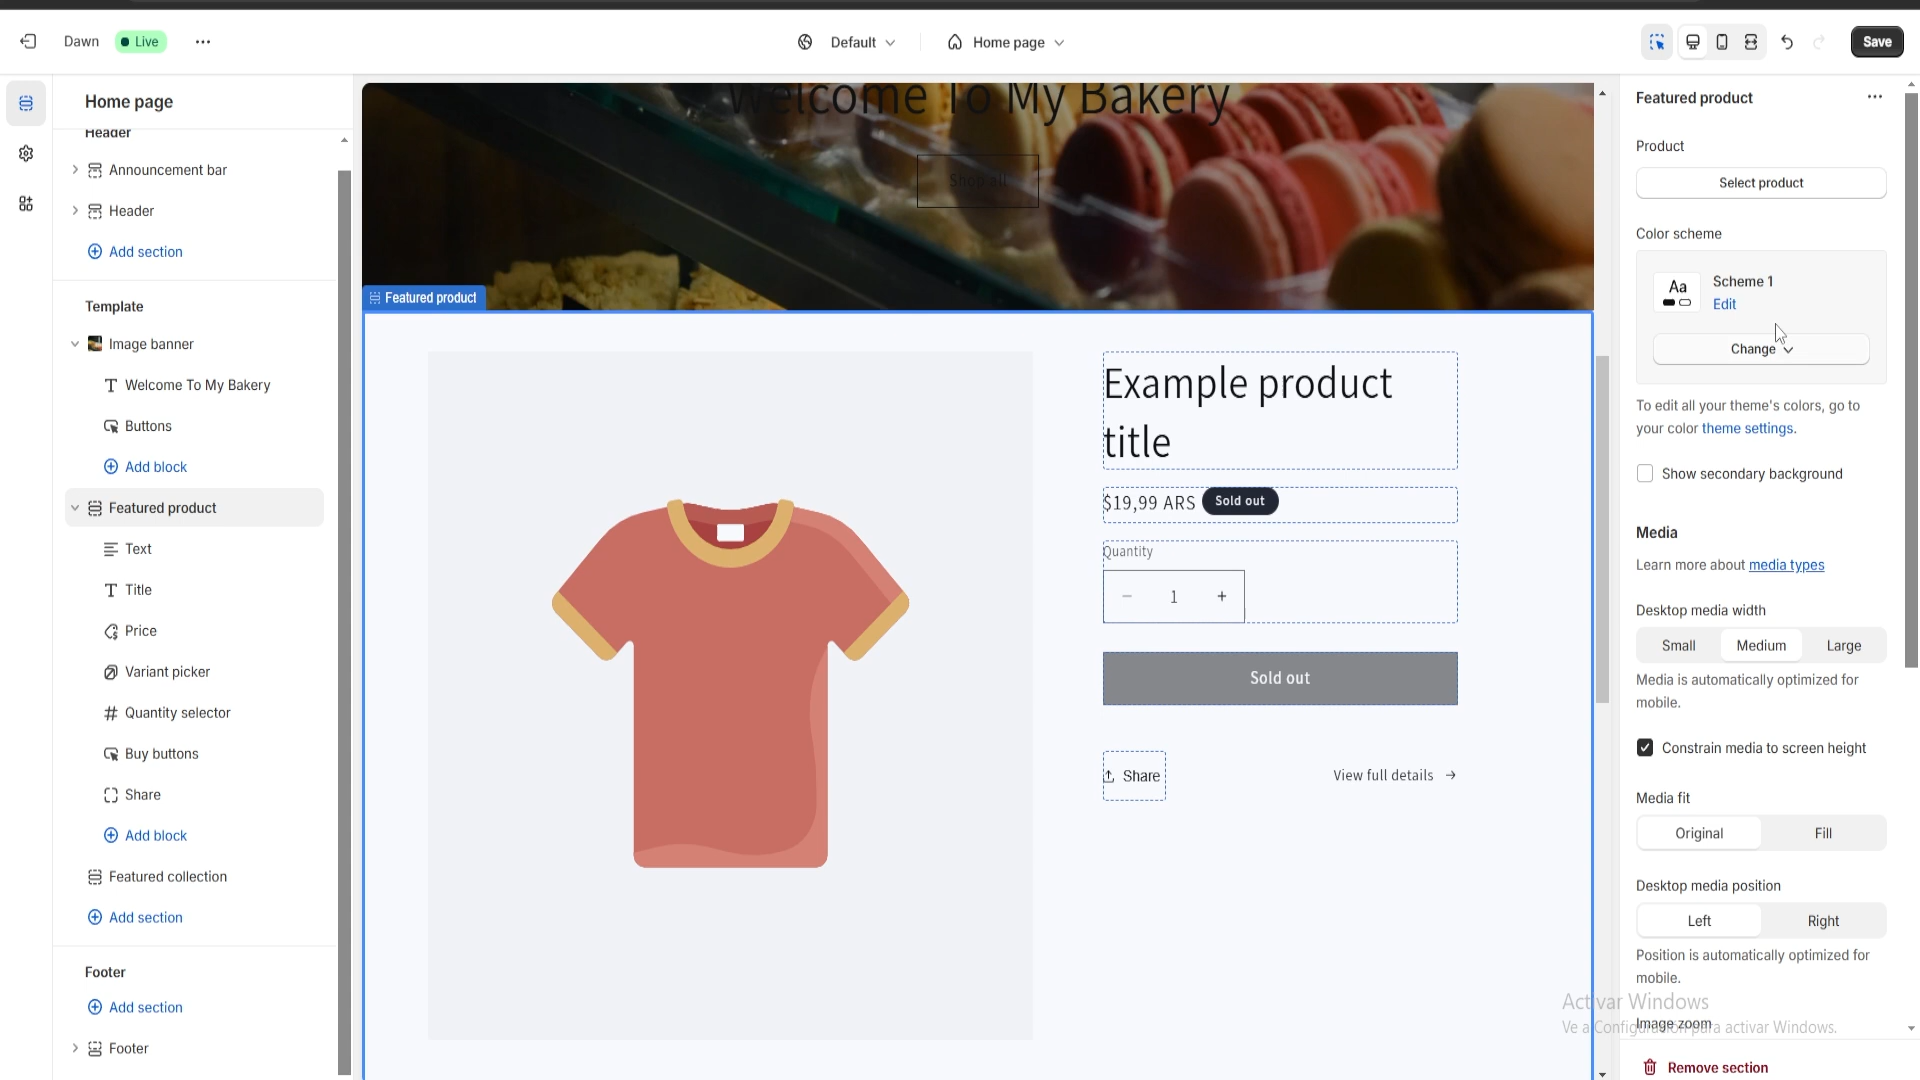 Dawn
Live
Default
Home page
Save
Home page
Header
Announcement bar
Header
Add section
Template
Image banner
Welcome To My Bakery
Buttons
Add block
Featured product
Text
Title
Price
Variant picker
Quantity selector
Buy buttons
Share
Add block
Featured collection
Add section
Footer
Add section
Footer
Welcome To My Bakery
Shop all
Featured product
Example product
title
$19,99 ARS Sold out
Quantity
− 1 +
Sold out
Share
View full details →
Featured product
Product
Select product
Color scheme
Aa
Scheme 1
Edit
Change
To edit all your theme's colors, go to
your color theme settings.
Show secondary background
Media
Learn more about media types
Desktop media width
Small Medium Large
Media is automatically optimized for
mobile.
Constrain media to screen height
Media fit
Original Fill
Desktop media position
Left Right
Position is automatically optimized for
mobile.
Activar Windows
Image zoom
Ve a Configuración para activar Windows.
Remove section